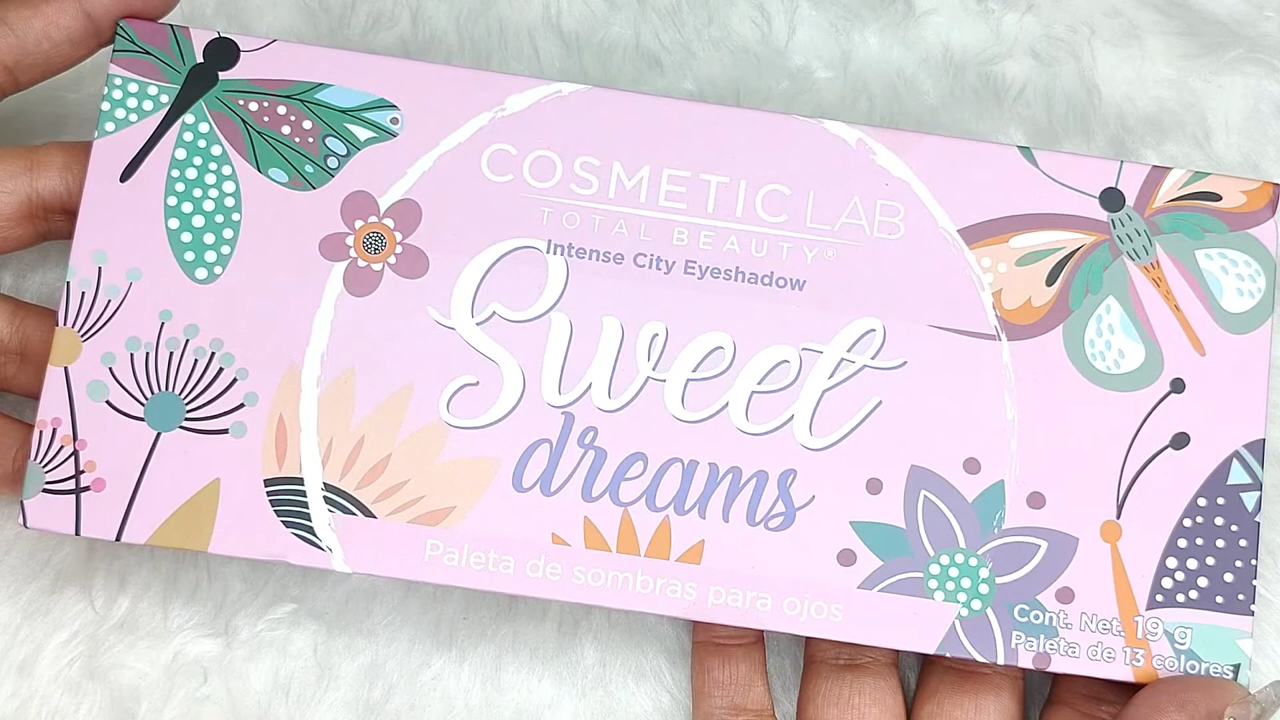 COSMETIC LAB
TOTAL BEAUTY®
Intense City Eyeshadow
Sweet
dreams
Paleta de sombras para ojos
Cont. Net. 19 g
Paleta de 13 colores